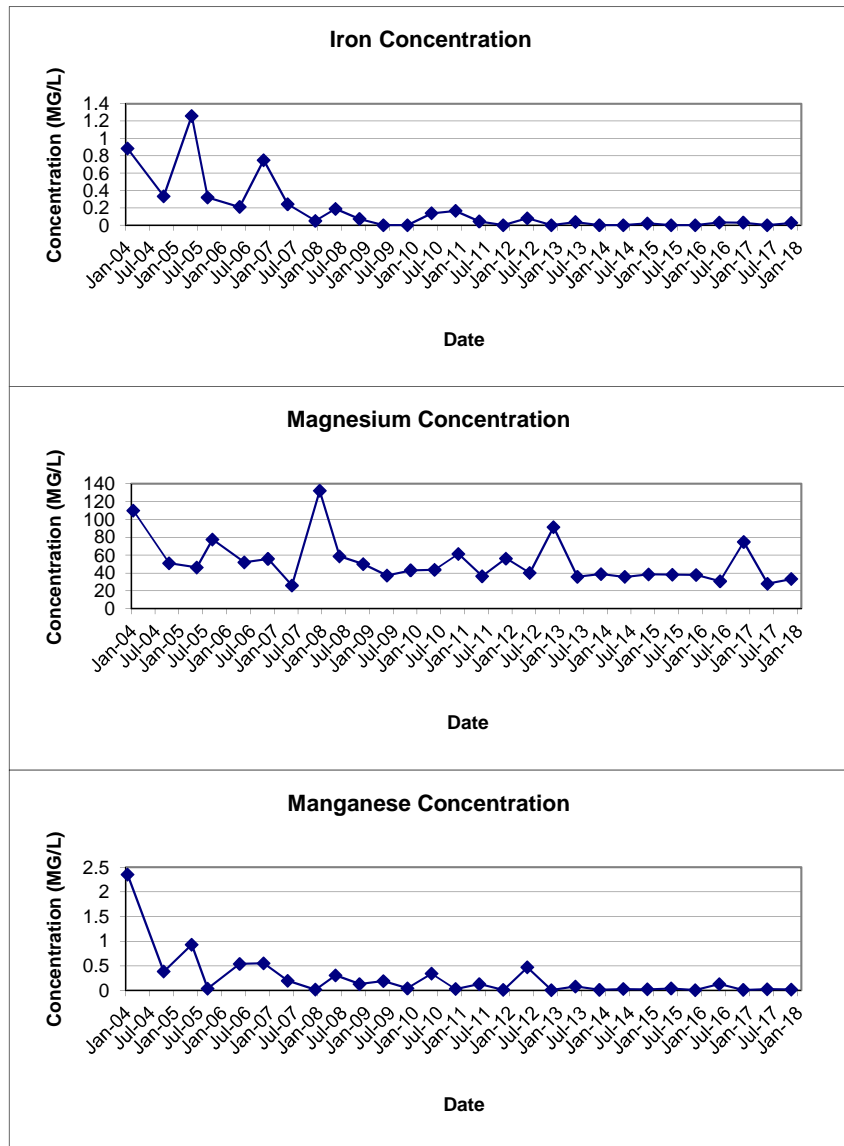 Iron Concentration
Concentration (MG/L)
1.4
1.2
1
0.8
0.6
0.4
0.2
0
Jan-04 Jul-04 Jan-05 Jul-05 Jan-06 Jul-06 Jan-07 Jul-07 Jan-08 Jul-08 Jan-09 Jul-09 Jan-10 Jul-10 Jan-11 Jul-11 Jan-12 Jul-12 Jan-13 Jul-13 Jan-14 Jul-14 Jan-15 Jul-15 Jan-16 Jul-16 Jan-17 Jul-17 Jan-18
Date
Magnesium Concentration
Concentration (MG/L)
140
120
100
80
60
40
20
0
Jan-04 Jul-04 Jan-05 Jul-05 Jan-06 Jul-06 Jan-07 Jul-07 Jan-08 Jul-08 Jan-09 Jul-09 Jan-10 Jul-10 Jan-11 Jul-11 Jan-12 Jul-12 Jan-13 Jul-13 Jan-14 Jul-14 Jan-15 Jul-15 Jan-16 Jul-16 Jan-17 Jul-17 Jan-18
Date
Manganese Concentration
Concentration (MG/L)
2.5
2
1.5
1
0.5
0
Jan-04 Jul-04 Jan-05 Jul-05 Jan-06 Jul-06 Jan-07 Jul-07 Jan-08 Jul-08 Jan-09 Jul-09 Jan-10 Jul-10 Jan-11 Jul-11 Jan-12 Jul-12 Jan-13 Jul-13 Jan-14 Jul-14 Jan-15 Jul-15 Jan-16 Jul-16 Jan-17 Jul-17 Jan-18
Date